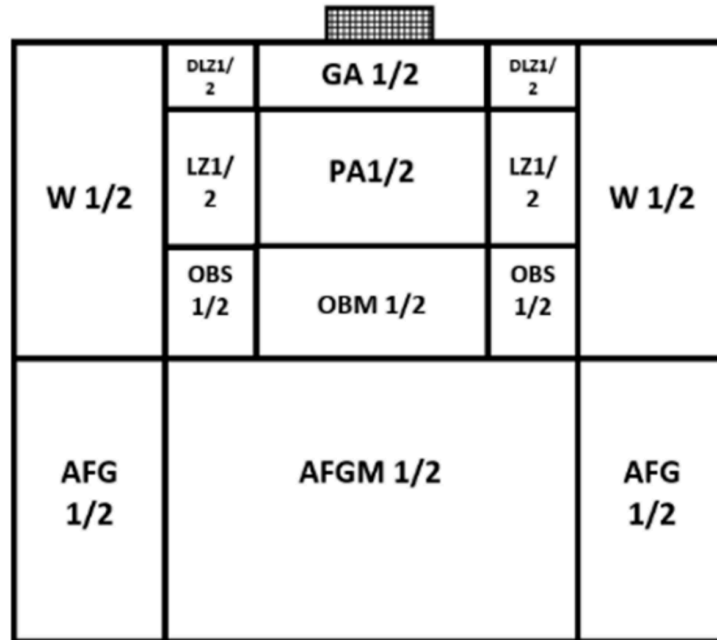 DLZ1/
2
GA 1/2
DLZ1/
2
W 1/2
LZ1/
2
PA1/2
LZ1/
2
W 1/2
OBS
1/2
OBM 1/2
OBS
1/2
AFG
1/2
AFGM 1/2
AFG
1/2